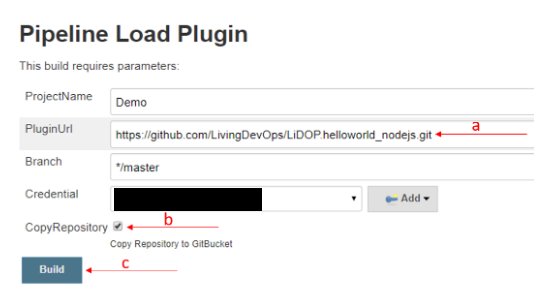 Pipeline Load Plugin
This build requires parameters:
ProjectName Demo
PluginUrl https://github.com/LivingDevOps/LiDOP.helloworld_nodejs.git a
Branch */master
Credential Add
CopyRepository b
Copy Repository to GitBucket
Build c